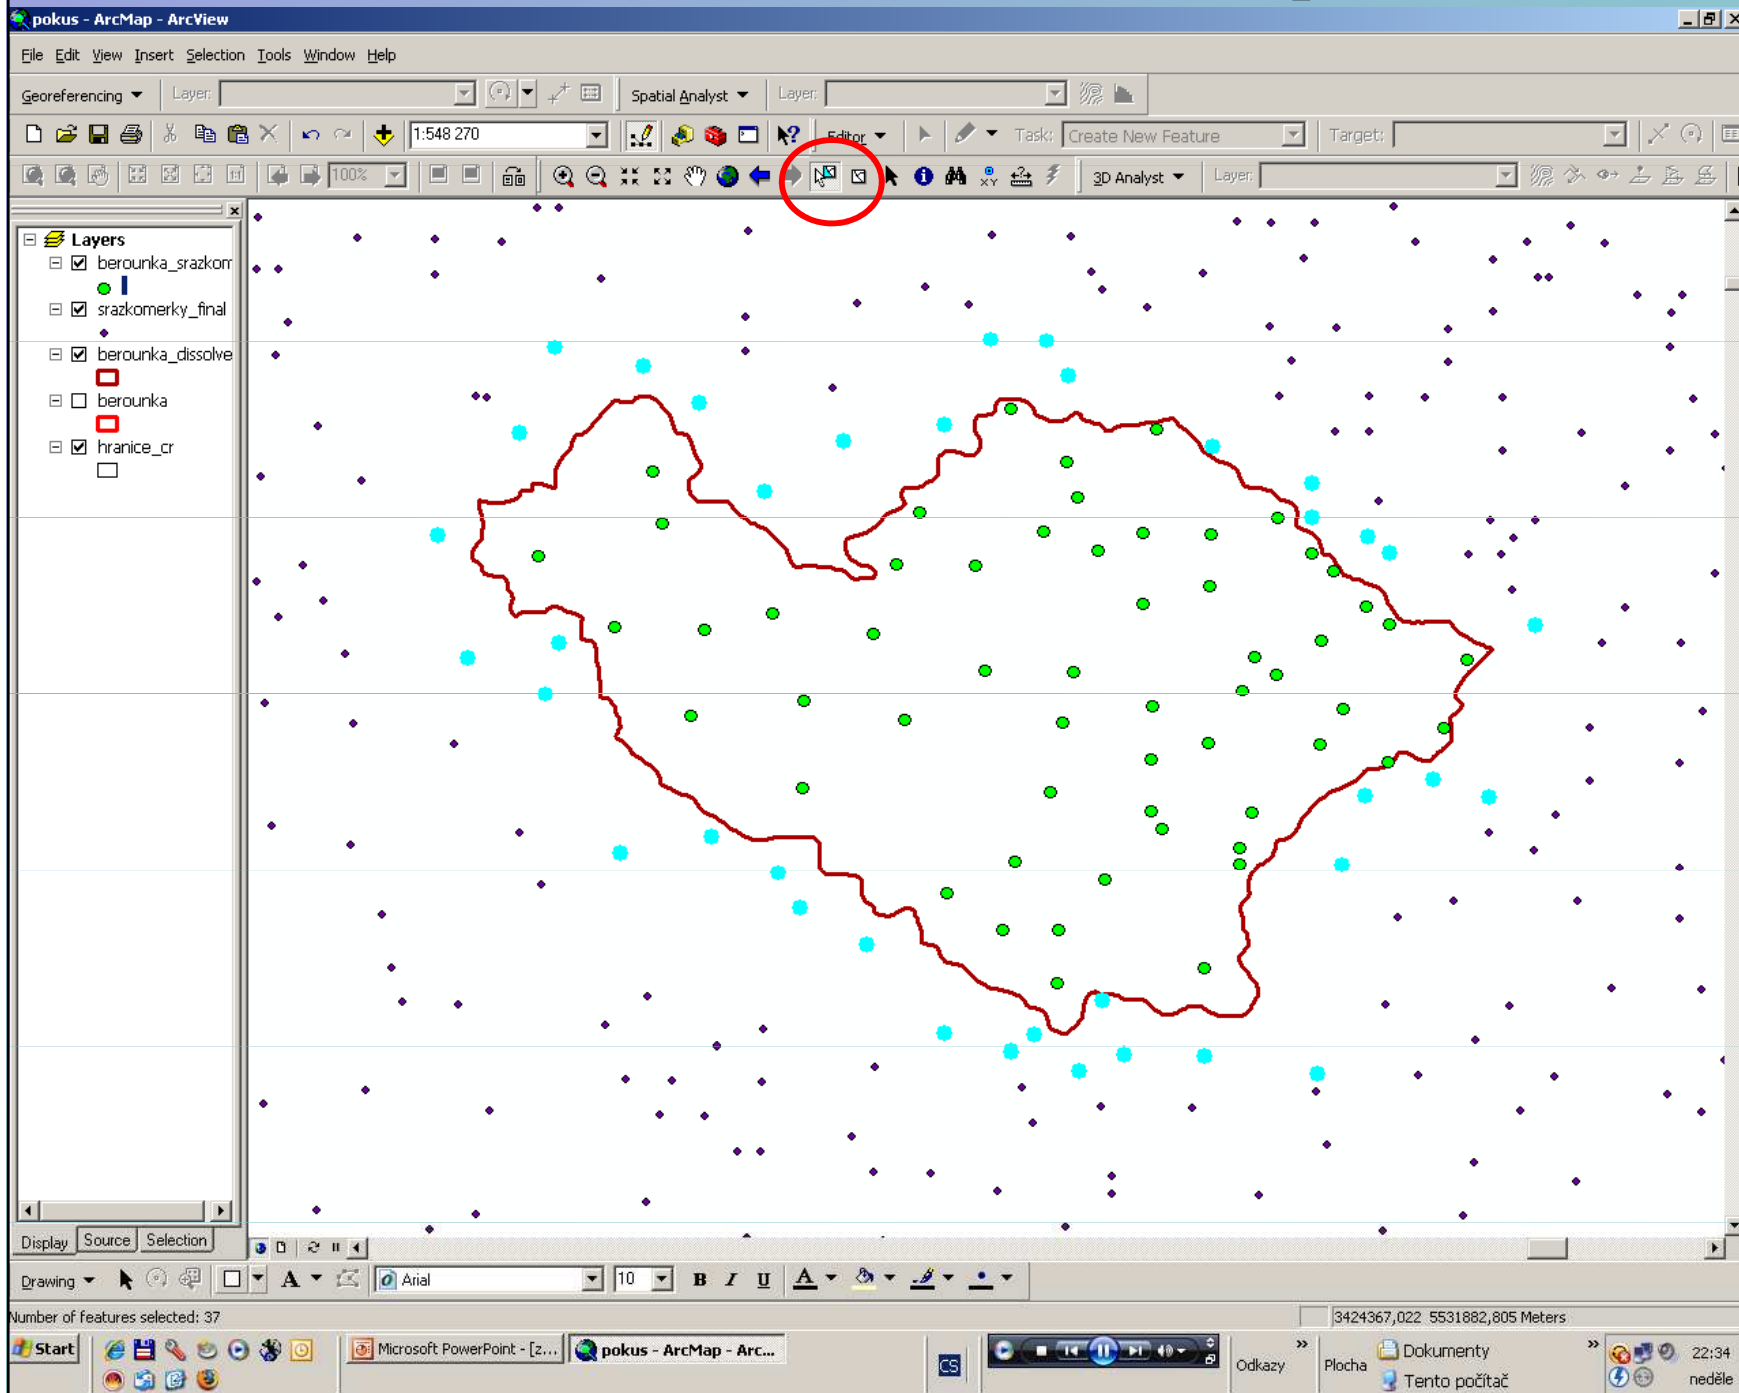 pokus - ArcMap - ArcView
File Edit View Insert Selection Tools Window Help
Georeferencing Layer: Spatial Analyst Layer:
1:548 270 Editor Task: Create New Feature Target:
100% 3D Analyst Layer:
Layers
berounka_srazkom
srazkomerky_final
berounka_dissolve
berounka
hranice_cr
Display Source Selection
Drawing A Arial 10 B I U A
Number of features selected: 37 3424367,022 5531882,805 Meters
Start Microsoft PowerPoint - [z... pokus - ArcMap - Arc... CS Odkazy Plocha Dokumenty 22:34
Tento počítač neděle